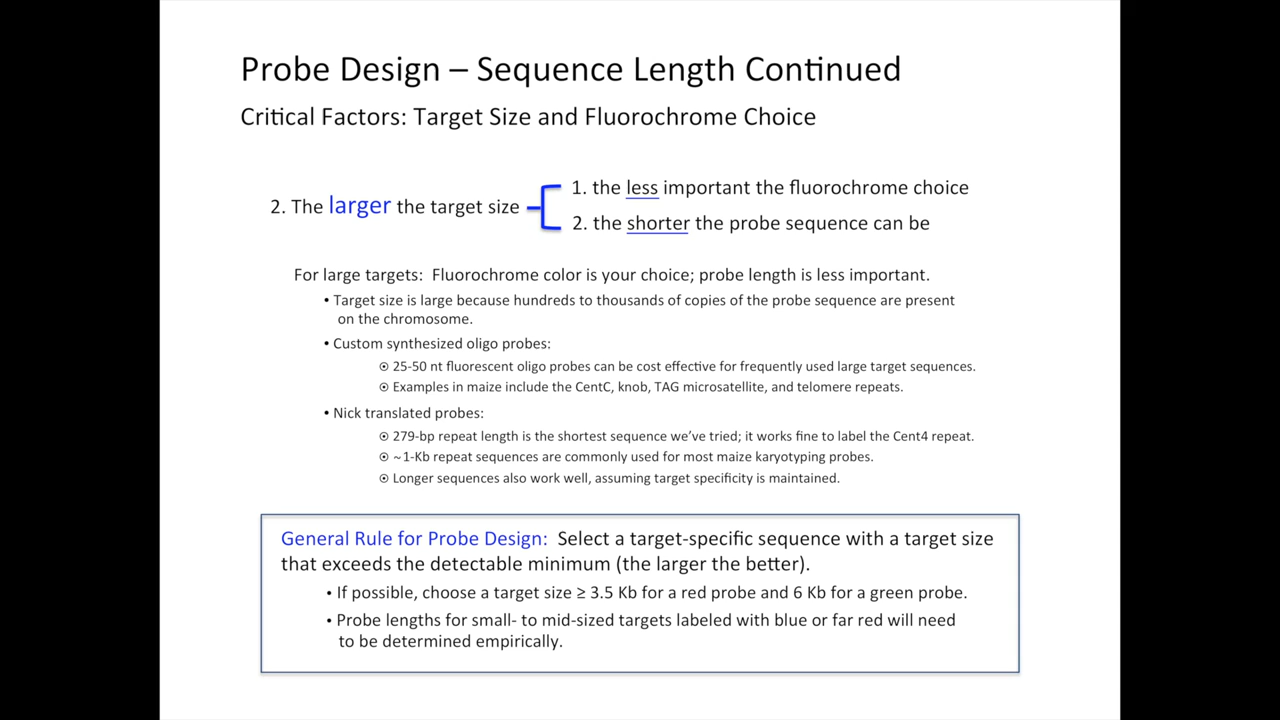 Probe Design – Sequence Length Continued
Critical Factors: Target Size and Fluorochrome Choice
2. The larger the target size
1. the less important the fluorochrome choice
2. the shorter the probe sequence can be
For large targets: Fluorochrome color is your choice; probe length is less important.
• Target size is large because hundreds to thousands of copies of the probe sequence are present
on the chromosome.
• Custom synthesized oligo probes:
⦿ 25-50 nt fluorescent oligo probes can be cost effective for frequently used large target sequences.
⦿ Examples in maize include the CentC, knob, TAG microsatellite, and telomere repeats.
• Nick translated probes:
⦿ 279-bp repeat length is the shortest sequence we've tried; it works fine to label the Cent4 repeat.
⦿ ~1-Kb repeat sequences are commonly used for most maize karyotyping probes.
⦿ Longer sequences also work well, assuming target specificity is maintained.
General Rule for Probe Design: Select a target-specific sequence with a target size
that exceeds the detectable minimum (the larger the better).
• If possible, choose a target size ≥ 3.5 Kb for a red probe and 6 Kb for a green probe.
• Probe lengths for small- to mid-sized targets labeled with blue or far red will need
to be determined empirically.